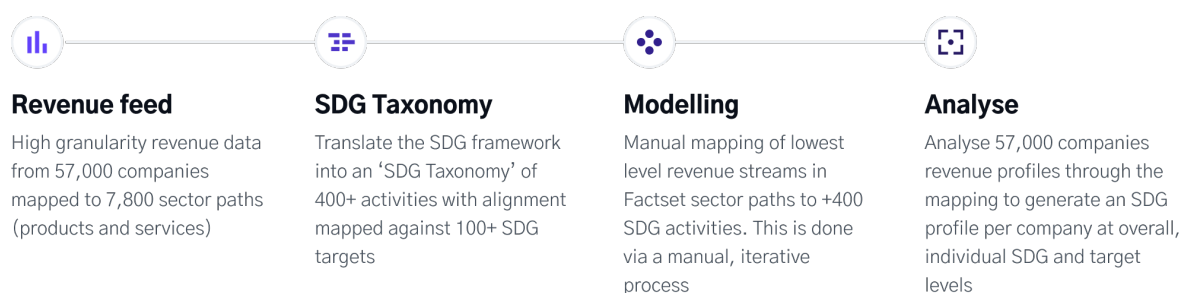 Revenue feed
High granularity revenue data
from 57,000 companies
mapped to 7,800 sector paths
(products and services)
SDG Taxonomy
Translate the SDG framework
into an ‘SDG Taxonomy’ of
400+ activities with alignment
mapped against 100+ SDG
targets
Modelling
Manual mapping of lowest
level revenue streams in
Factset sector paths to +400
SDG activities. This is done
via a manual, iterative
process
Analyse
Analyse 57,000 companies
revenue profiles through the
mapping to generate an SDG
profile per company at overall,
individual SDG and target
levels